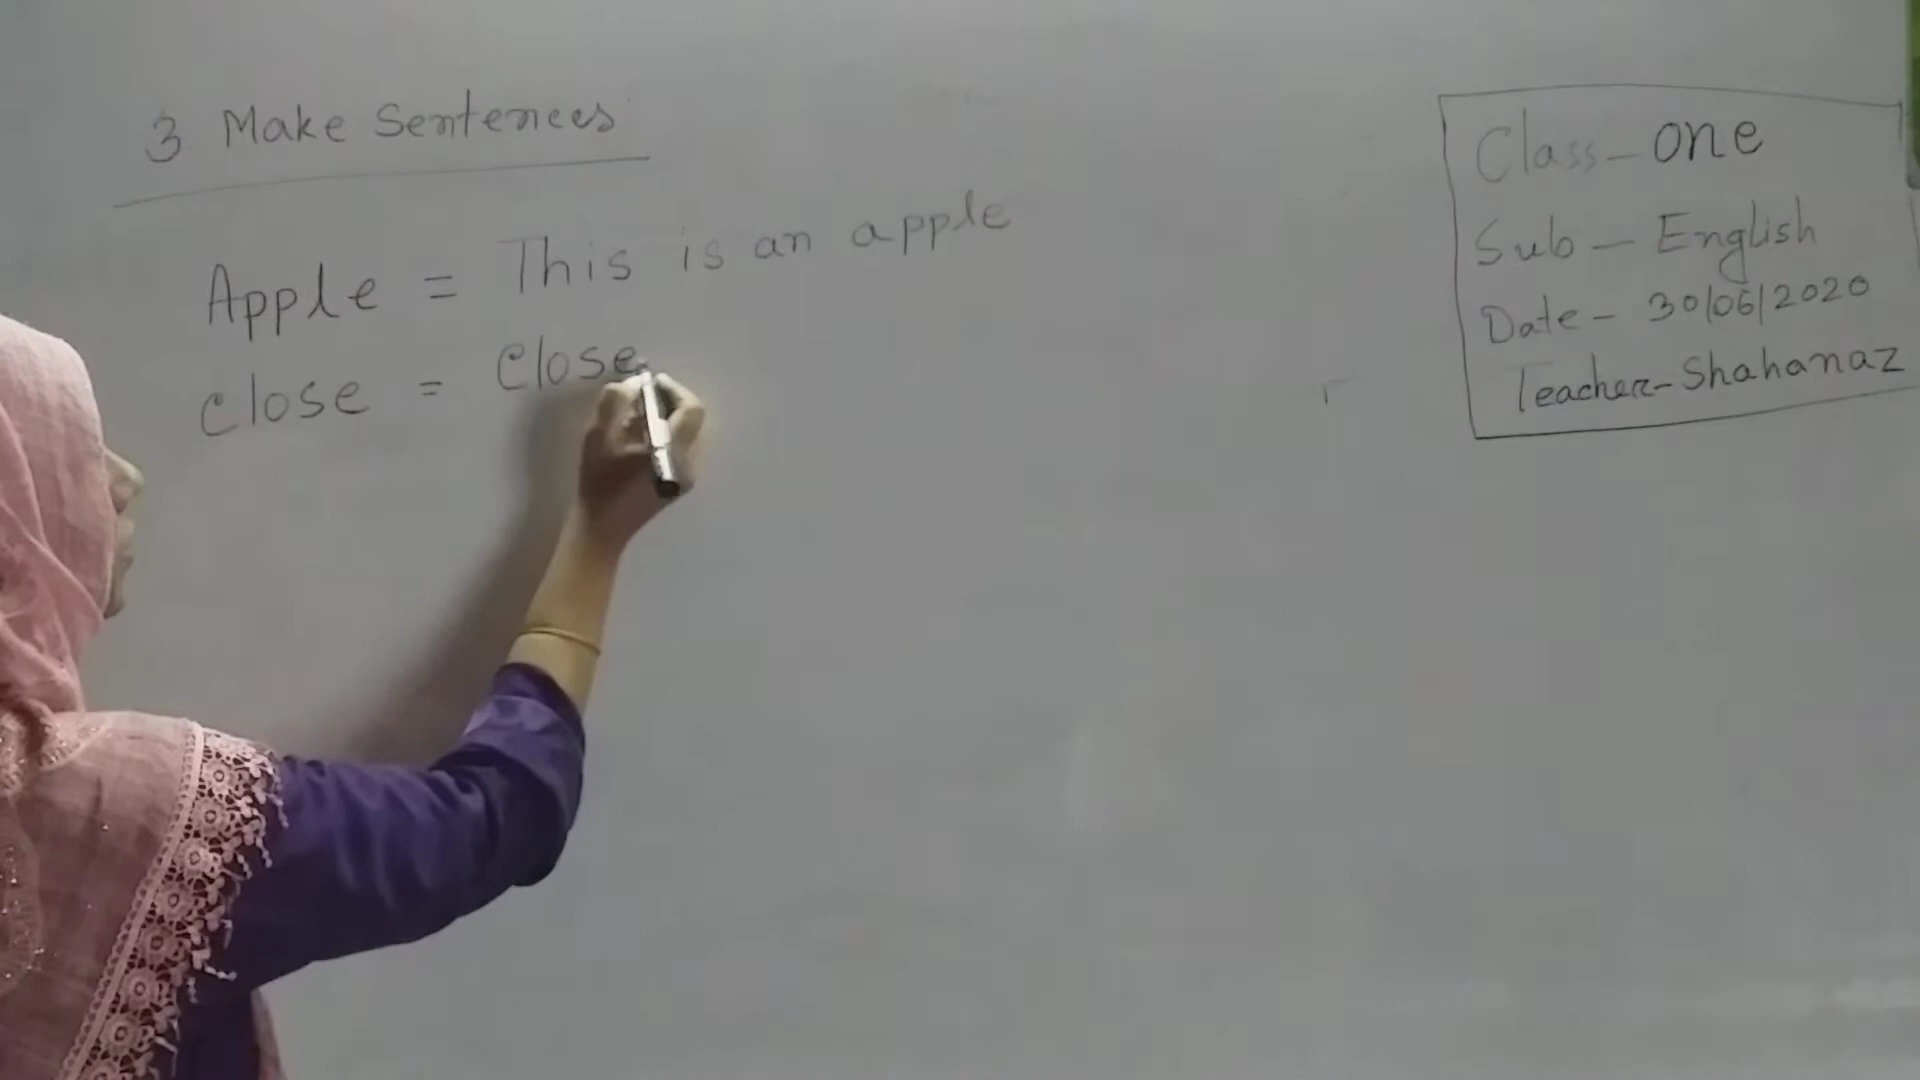 3 Make Sentences
Apple = This is an apple
close = Close
Class - one
Sub - English
Date - 30/06/2020
Teacher - Shahanaz